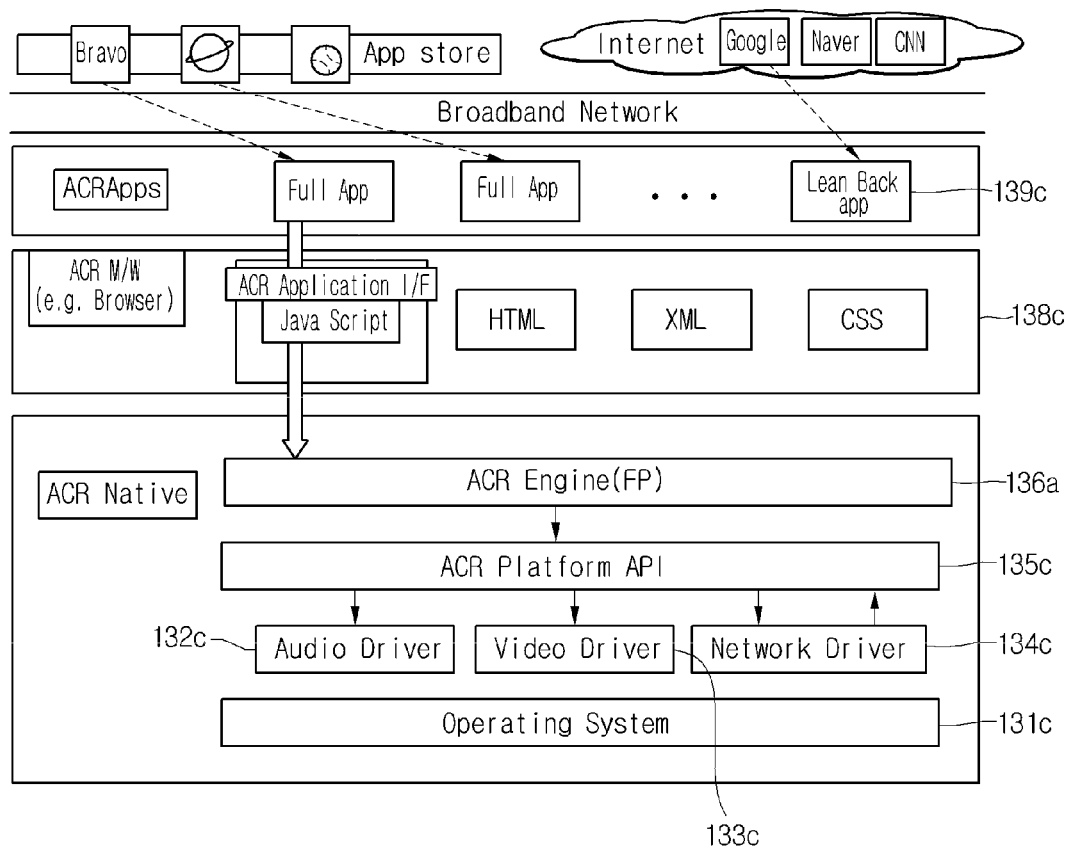 Bravo
App store
Internet
Google
Naver
CNN
Broadband Network
ACRApps
Full App
Full App
. . .
Lean Back
app
139c
ACR M/W
(e.g. Browser)
ACR Application I/F
Java Script
HTML
XML
CSS
138c
ACR Native
ACR Engine(FP)
136a
ACR Platform API
135c
132c
Audio Driver
Video Driver
Network Driver
134c
Operating System
131c
133c